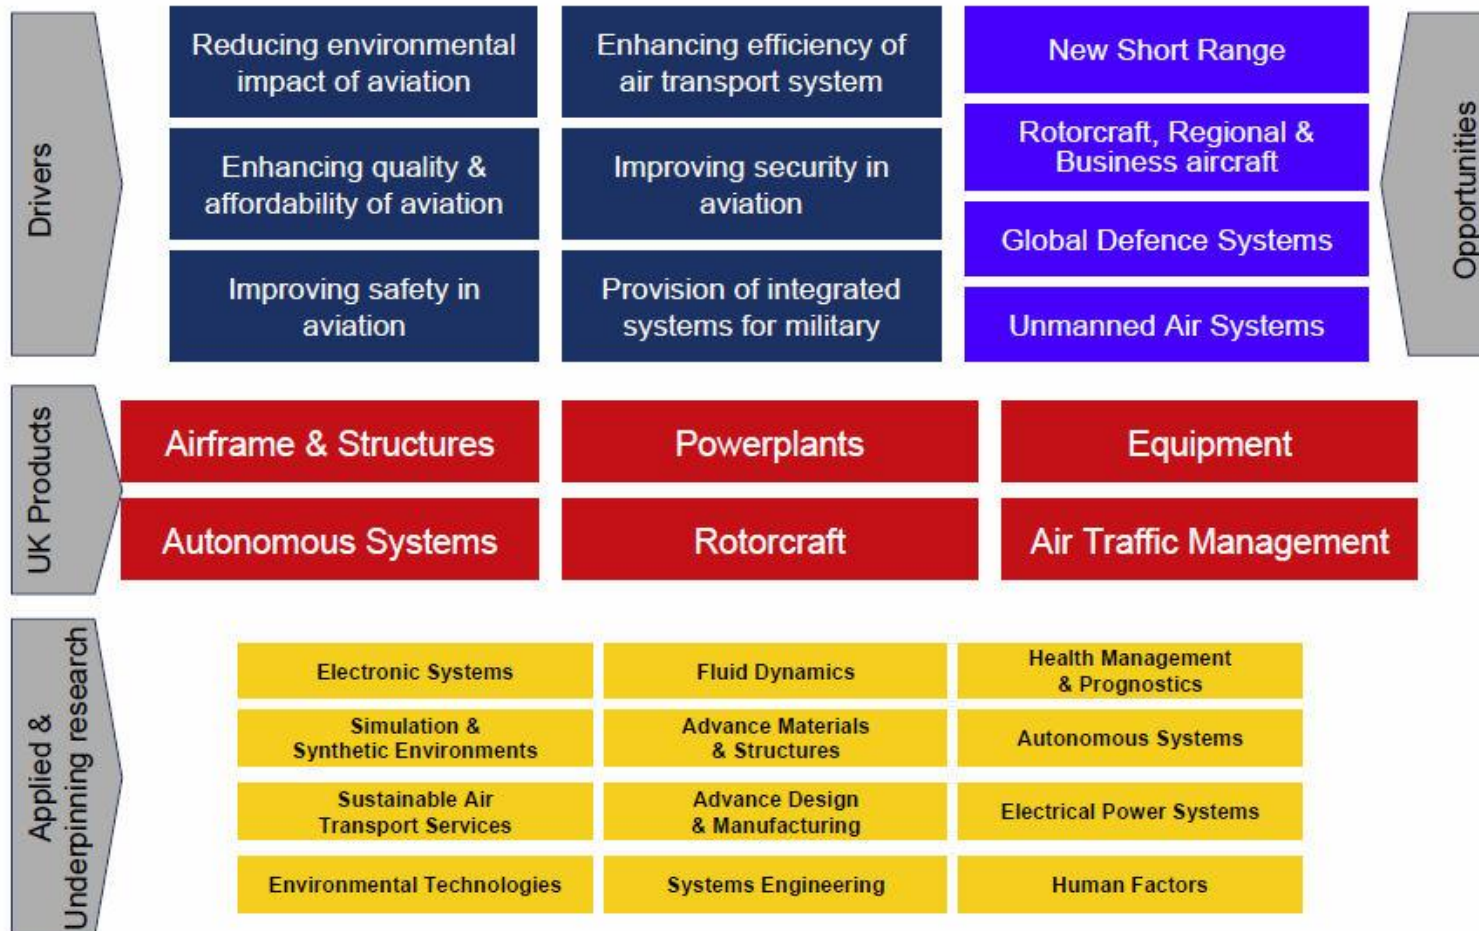 Drivers
Reducing environmental
impact of aviation
Enhancing efficiency of
air transport system
New Short Range
Opportunities
Enhancing quality &
affordability of aviation
Improving security in
aviation
Rotorcraft, Regional &
Business aircraft
Global Defence Systems
Improving safety in
aviation
Provision of integrated
systems for military
Unmanned Air Systems
UK Products
Airframe & Structures
Powerplants
Equipment
Autonomous Systems
Rotorcraft
Air Traffic Management
Applied &
Underpinning research
Electronic Systems
Fluid Dynamics
Health Management
& Prognostics
Simulation &
Synthetic Environments
Advance Materials
& Structures
Autonomous Systems
Sustainable Air
Transport Services
Advance Design
& Manufacturing
Electrical Power Systems
Environmental Technologies
Systems Engineering
Human Factors